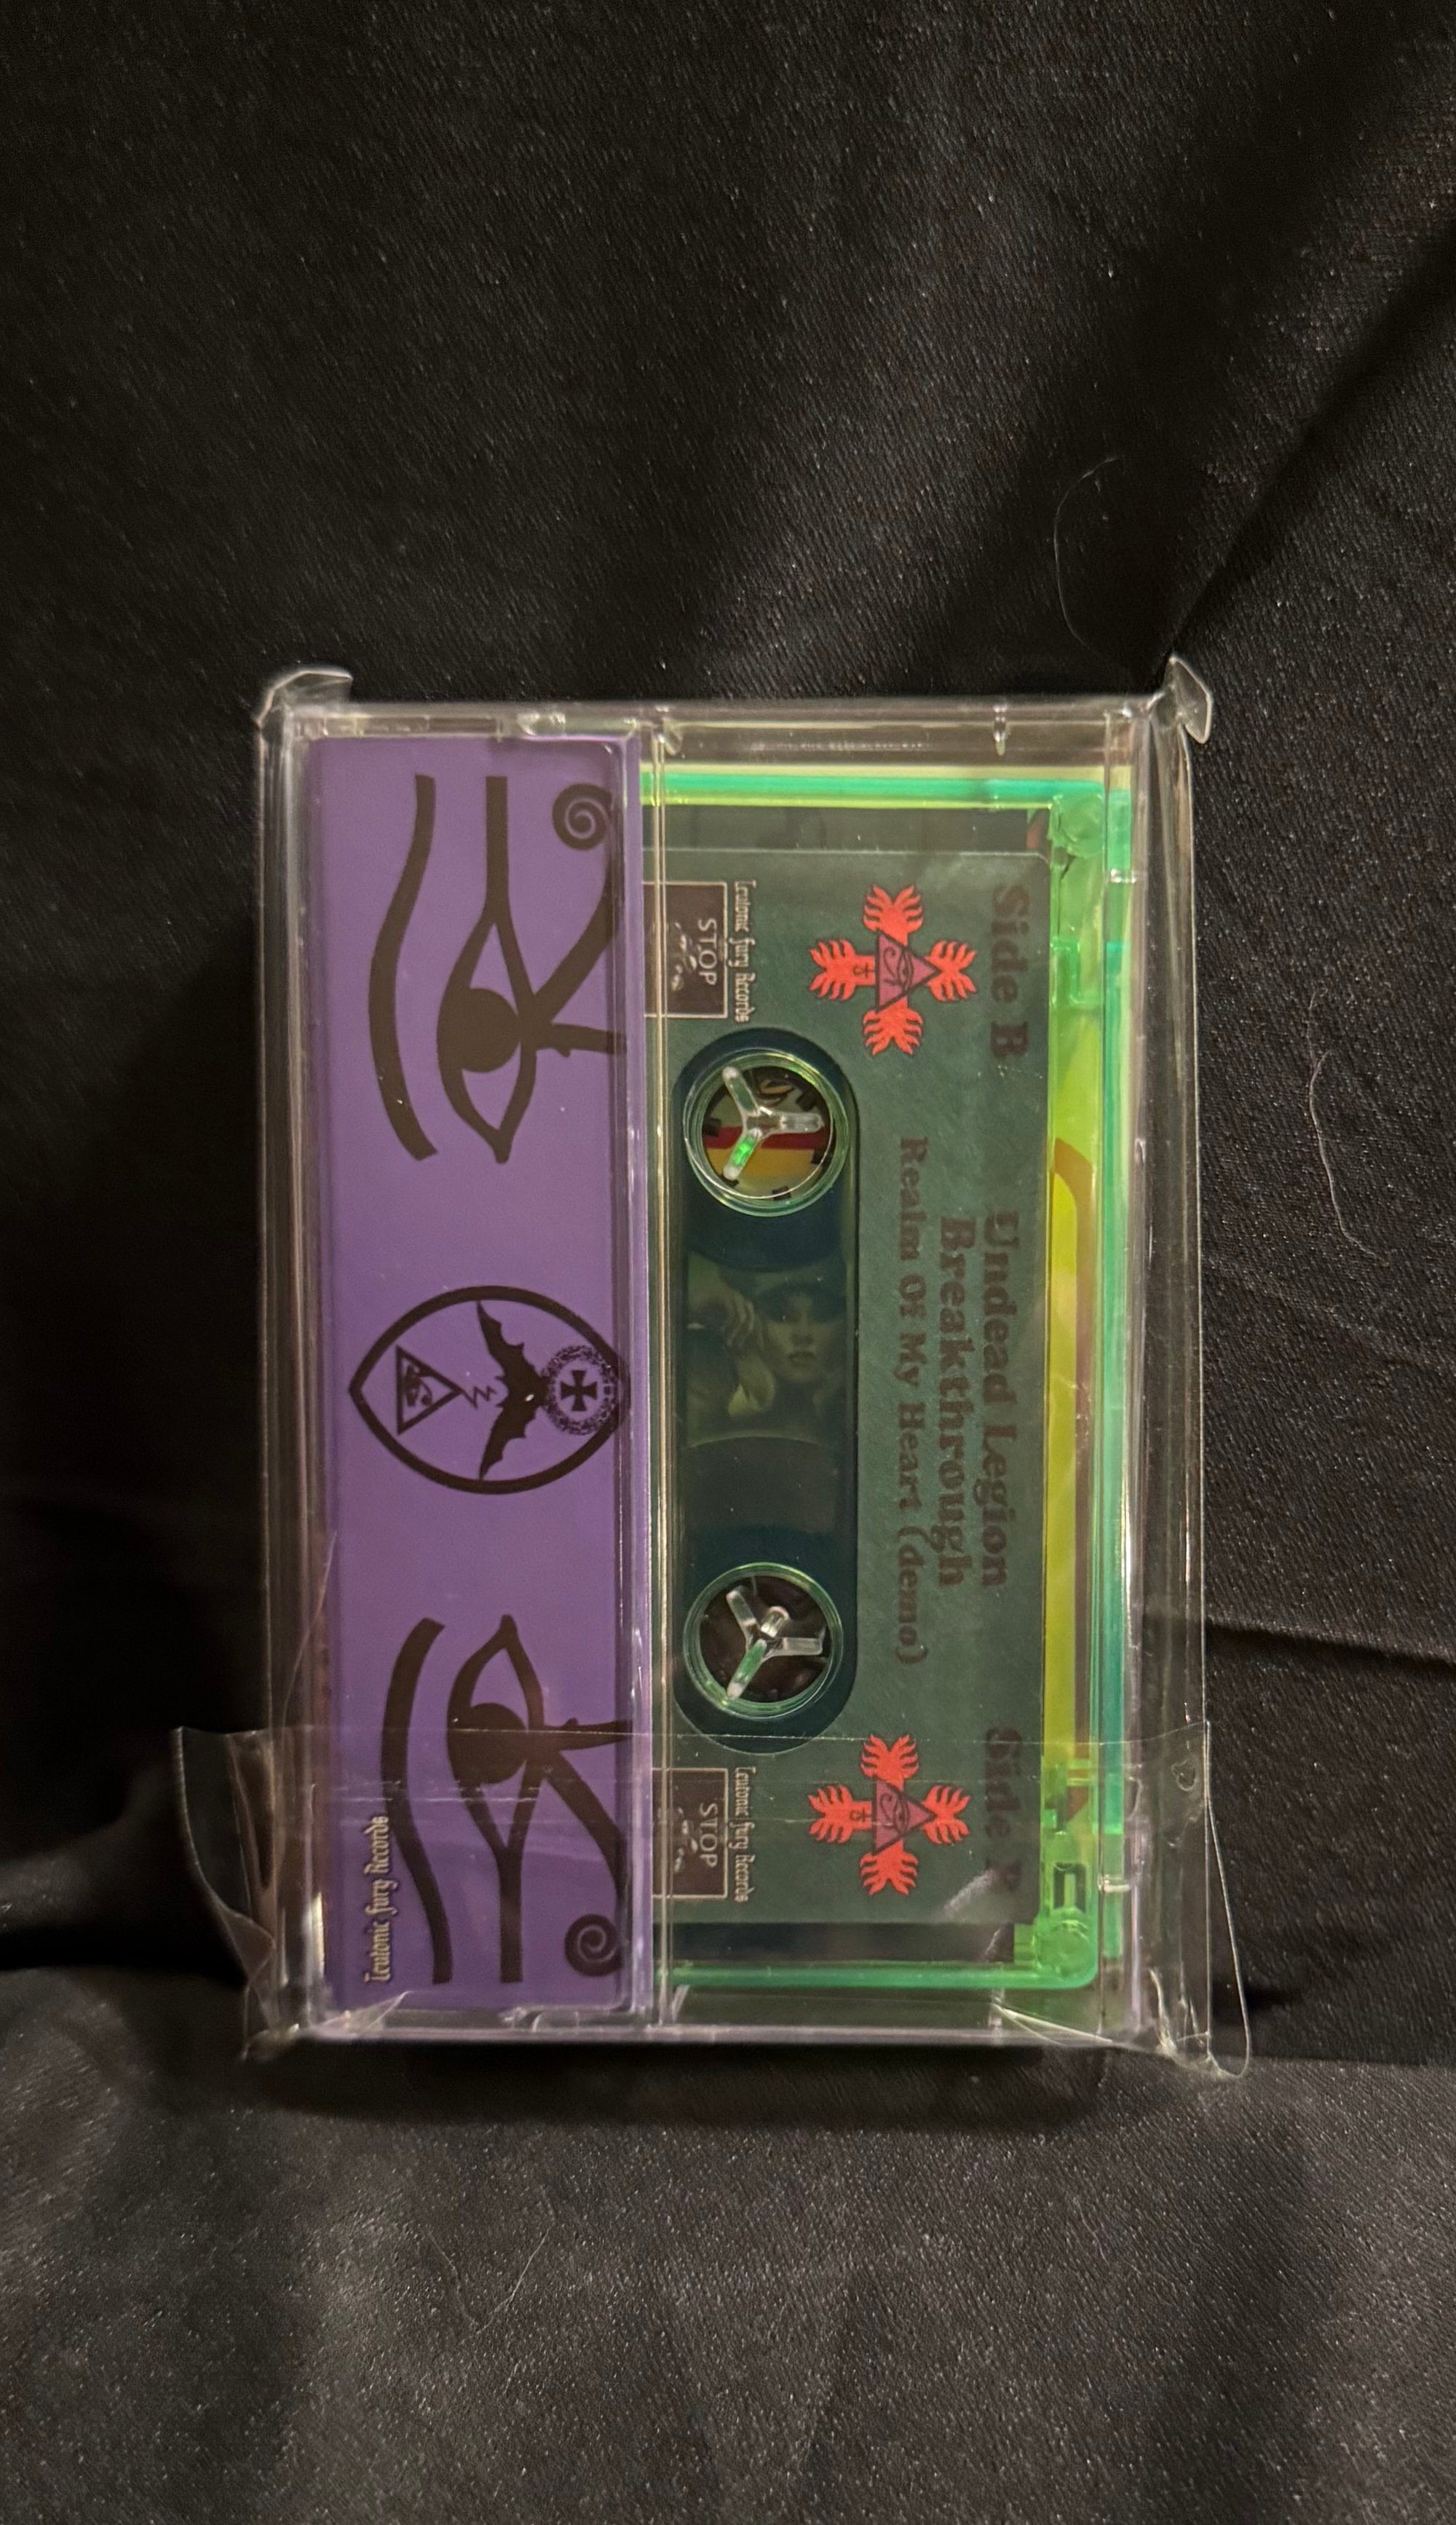 Side B
Undead Legion
Breakthrough
Realm Of My Heart (demo)
Side B
Teutonic Fury Records
STOP
Teutonic Fury Records
STOP
Teutonic Fury Records